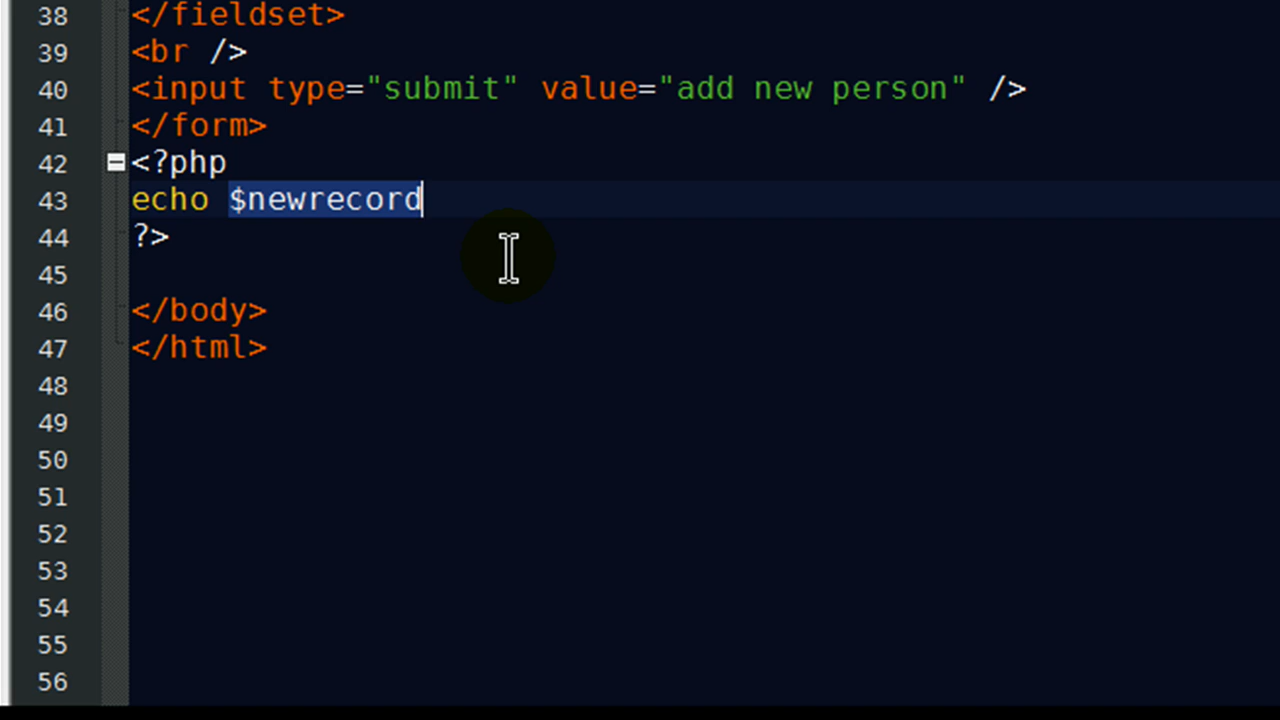 38 </fieldset>
39 <br />
40 <input type="submit" value="add new person" />
41 </form>
42 <?php
43 echo $newrecord
44 ?>
45
46 </body>
47 </html>
48
49
50
51
52
53
54
55
56